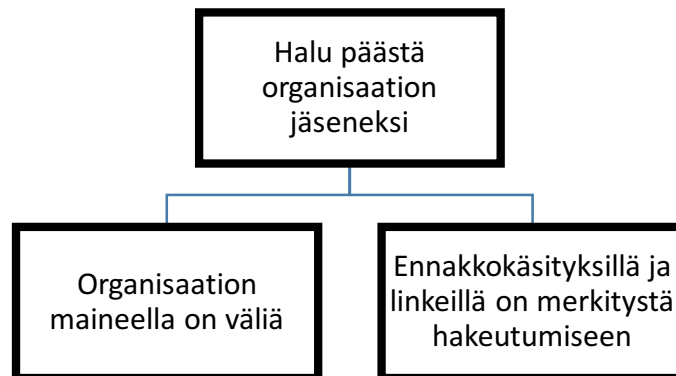 Halu päästä
organisaation
jäseneksi
Organisaation
maineella on väliä
Ennakkokäsityksillä ja
linkeillä on merkitystä
hakeutumiseen